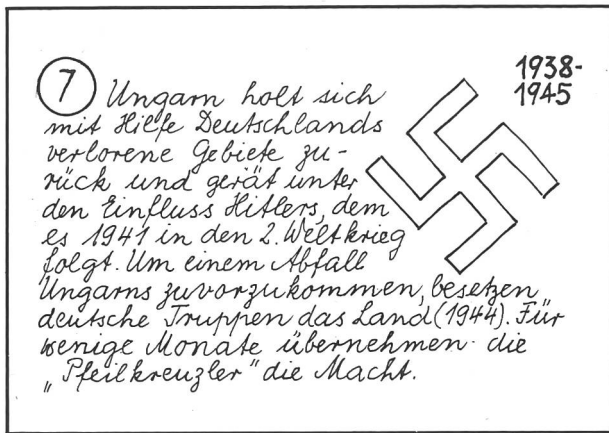 7 Ungarn holt sich
1938-
1945
mit Hilfe Deutschlands
verlorene Gebiete zu-
rück und gerät unter
den Einfluss Hitlers, dem
es 1941 in den 2. Weltkrieg
folgt. Um einem Abfall
Ungarns zuvorzukommen, besetzen
deutsche Truppen das Land (1944). Für
wenige Monate übernehmen die
„Pfeilkreuzler" die Macht.